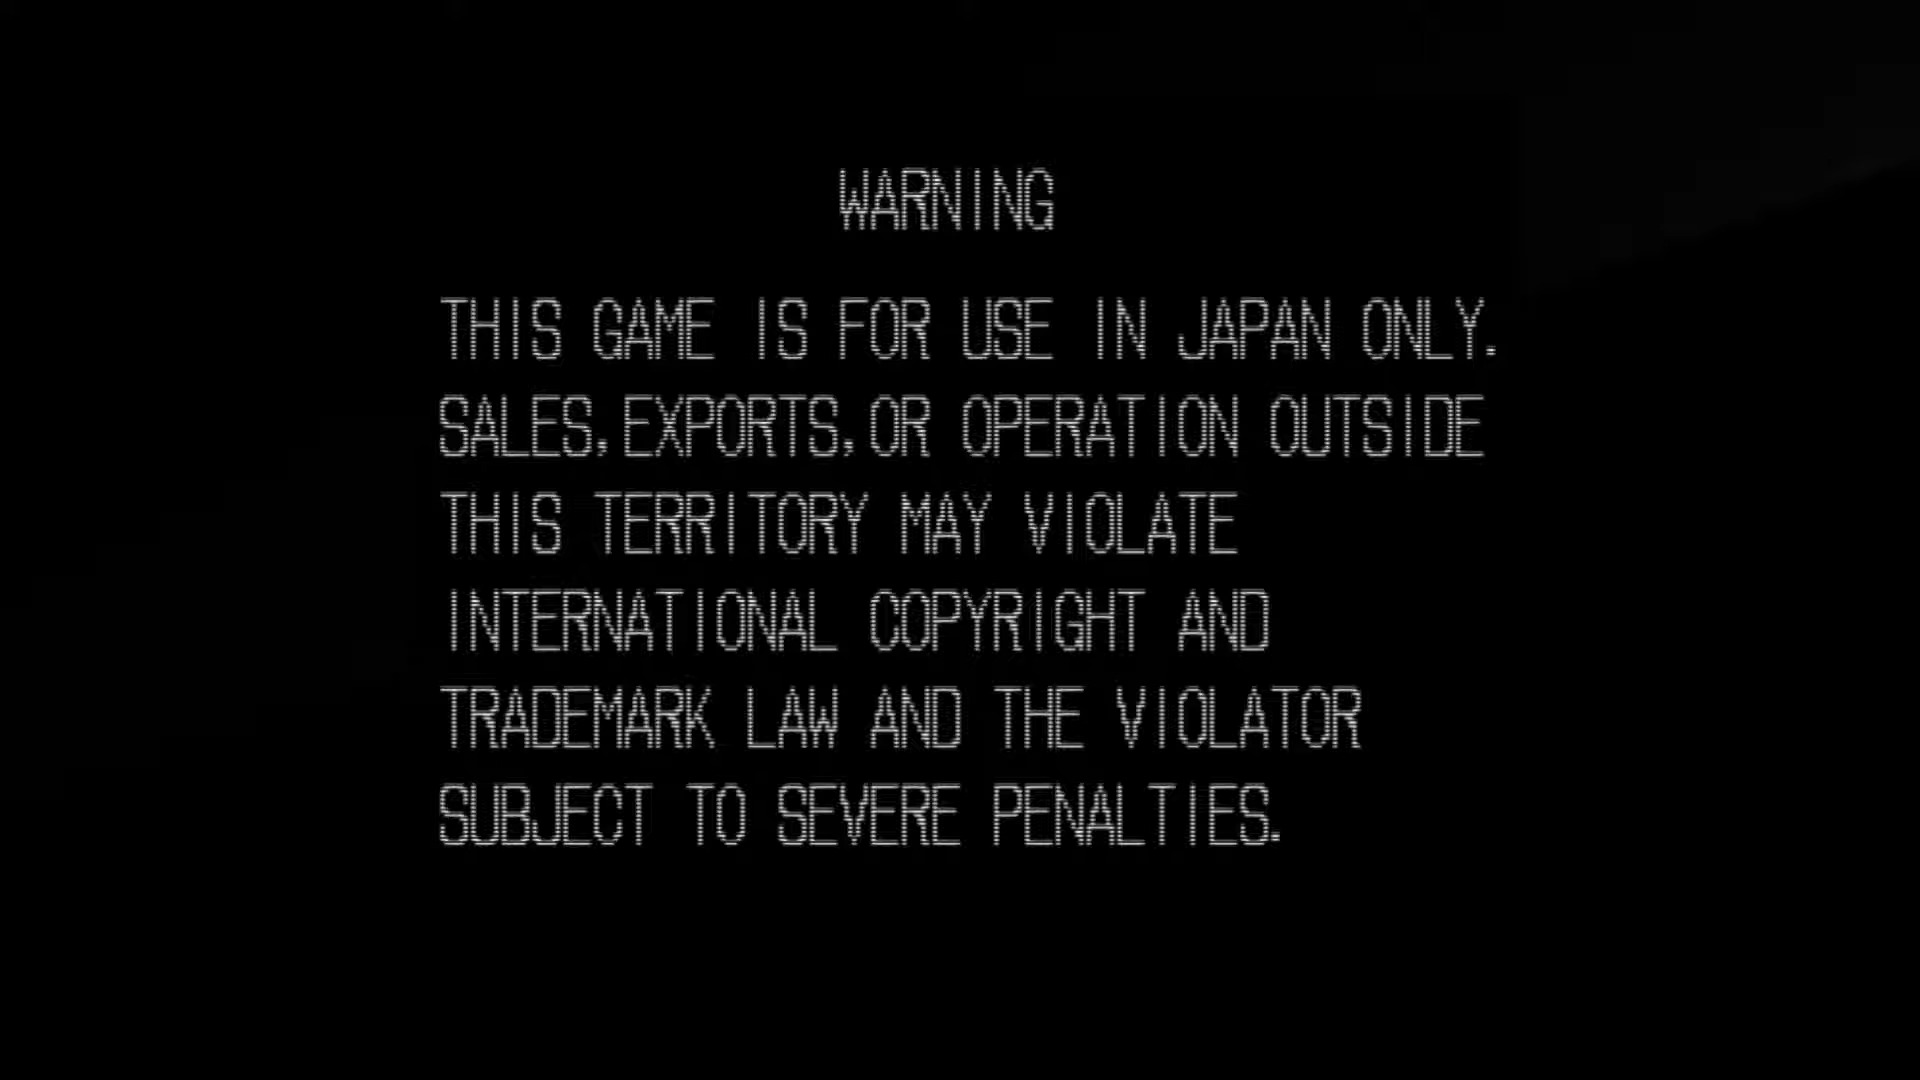 WARNING
THIS GAME IS FOR USE IN JAPAN ONLY.
SALES,EXPORTS,OR OPERATION OUTSIDE
THIS TERRITORY MAY VIOLATE
INTERNATIONAL COPYRIGHT AND
TRADEMARK LAW AND THE VIOLATOR
SUBJECT TO SEVERE PENALTIES.